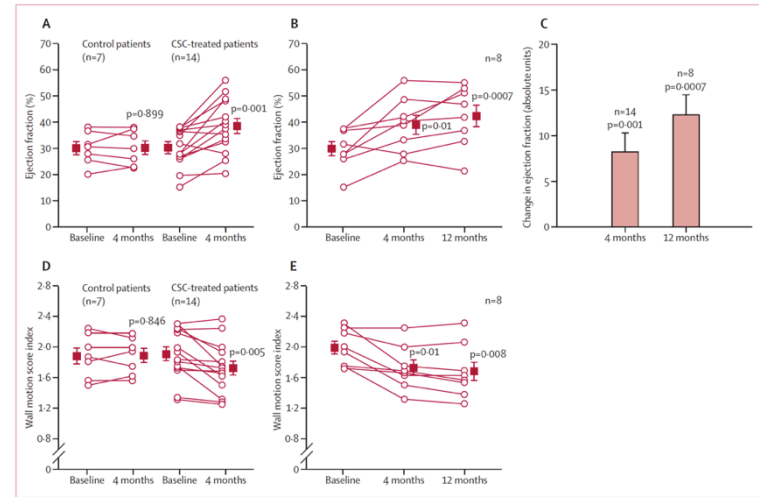 A
Control patients
(n=7)
CSC-treated patients
(n=14)
p=0·899
p=0·001
Ejection fraction (%)
70
60
50
40
30
20
10
0
Baseline 4 months Baseline 4 months
B
n=8
p=0·0007
p=0·01
Ejection fraction (%)
70
60
50
40
30
20
10
0
Baseline 4 months 12 months
C
n=8
p=0·0007
n=14
p=0·001
Change in ejection fraction (absolute units)
20
15
10
5
0
4 months 12 months
D
Control patients
(n=7)
CSC-treated patients
(n=14)
p=0·846
p=0·005
Wall motion score index
2·8
2·4
2·0
1·6
1·2
0·8
0
Baseline 4 months Baseline 4 months
E
n=8
p=0·01
p=0·008
Wall motion score index
2·8
2·4
2·0
1·6
1·2
0·8
0
Baseline 4 months 12 months